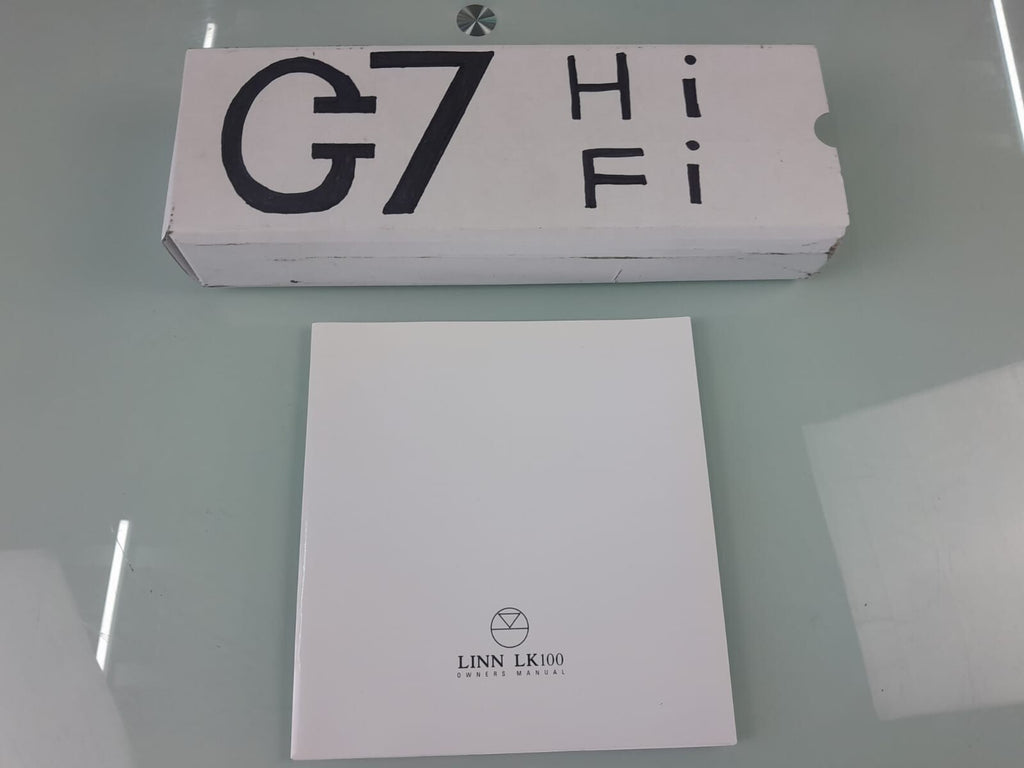 G7 Hi
Fi
LINN LK100
OWNERS MANUAL